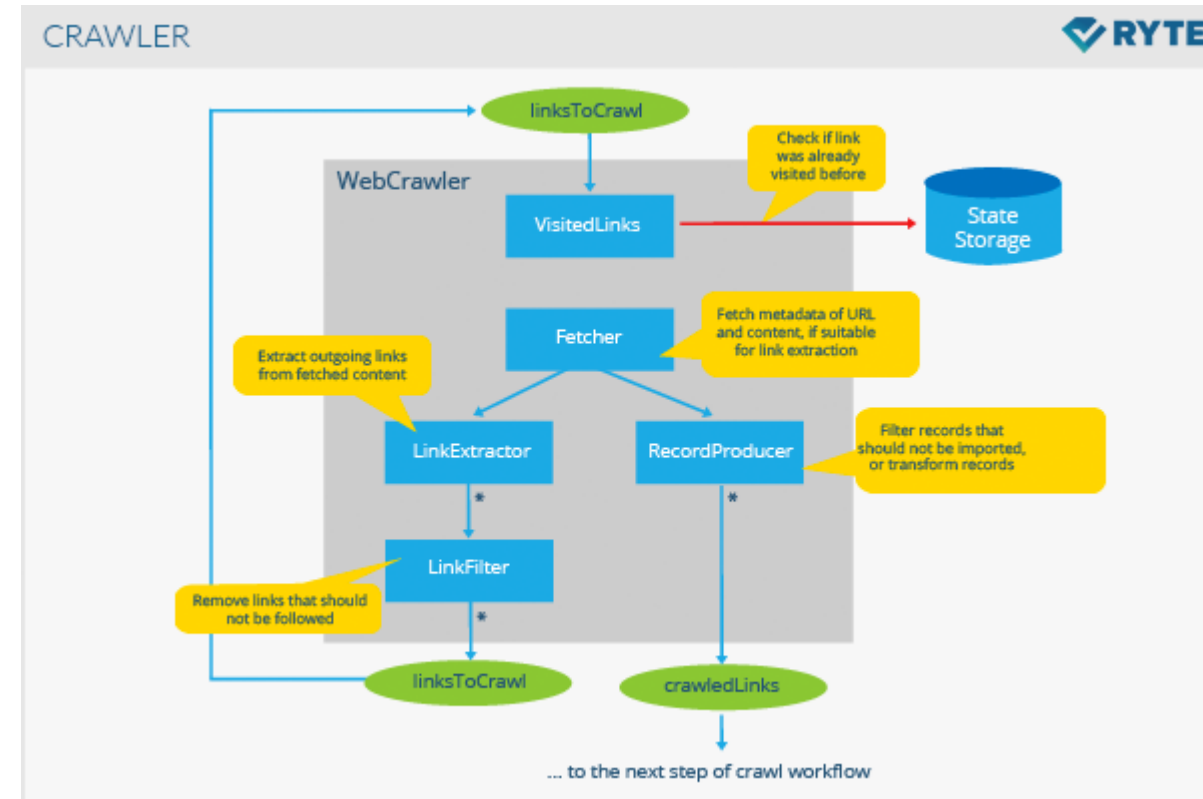 CRAWLER
RYTE
linksToCrawl
Check if link
was already
visited before
WebCrawler
VisitedLinks
State
Storage
Fetcher
Fetch metadata of URL
and content, if suitable
for link extraction
Extract outgoing links
from fetched content
LinkExtractor
RecordProducer
Filter records that
should not be imported,
or transform records
*
*
LinkFilter
Remove links that should
not be followed
*
linksToCrawl
crawledLinks
... to the next step of crawl workflow